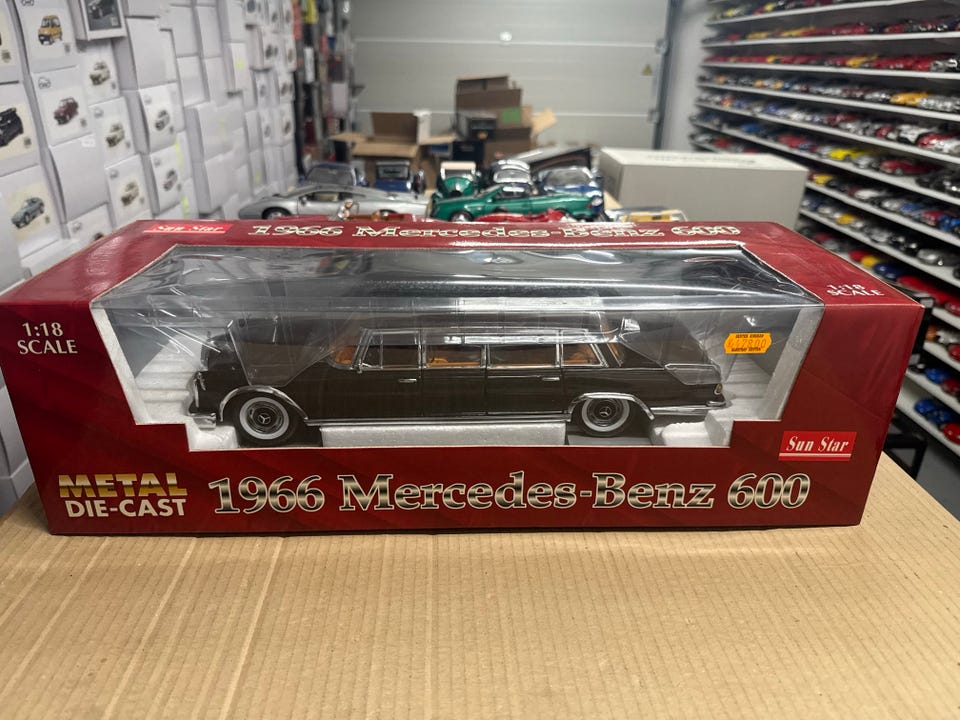 Sun Star
1966 Mercedes-Benz 600
1:18
SCALE
1:18
SCALE
Sun Star
METAL
DIE-CAST
1966 Mercedes-Benz 600